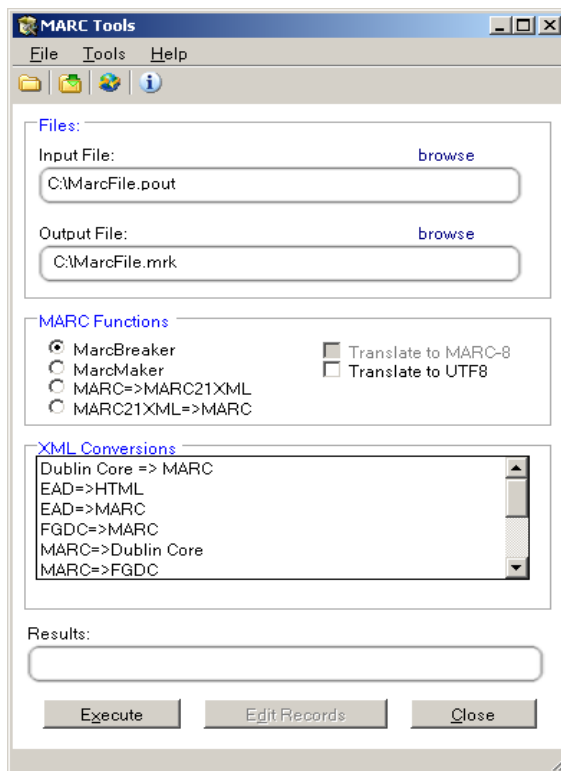 MARC Tools
File Tools Help
Files:
Input File: browse
C:\MarcFile.pout
Output File: browse
C:\MarcFile.mrk
MARC Functions
MarcBreaker
Translate to MARC-8
MarcMaker
Translate to UTF8
MARC=>MARC21XML
MARC21XML=>MARC
XML Conversions
Dublin Core => MARC
EAD=>HTML
EAD=>MARC
FGDC=>MARC
MARC=>Dublin Core
MARC=>FGDC
Results:
Execute Edit Records Close